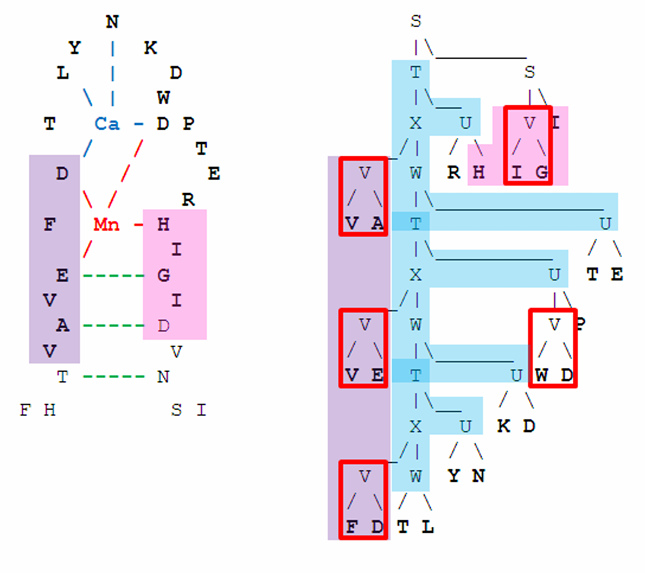 N
Y K
L D
W
T Ca - D P
T
D E
R
F Mn - H
I
E ------ G
V I
A ------ D
V V
T ------ N
F H S I
S
T S
X U V I
V W R H I G
V A T U
X U T E
V W V P
V E T U W D
X U K D
V W Y N
F D T L